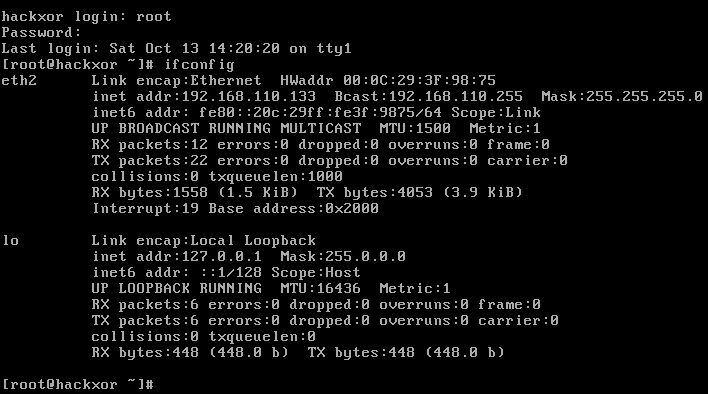 hackxor login: root
Password:
Last login: Sat Oct 13 14:20:20 on tty1
[root@hackxor ~]# ifconfig
eth2      Link encap:Ethernet  HWaddr 00:0C:29:3F:98:75
          inet addr:192.168.110.133  Bcast:192.168.110.255  Mask:255.255.255.0
          inet6 addr: fe80::20c:29ff:fe3f:9875/64 Scope:Link
          UP BROADCAST RUNNING MULTICAST  MTU:1500  Metric:1
          RX packets:12 errors:0 dropped:0 overruns:0 frame:0
          TX packets:22 errors:0 dropped:0 overruns:0 carrier:0
          collisions:0 txqueuelen:1000
          RX bytes:1558 (1.5 KiB)  TX bytes:4053 (3.9 KiB)
          Interrupt:19 Base address:0x2000
lo        Link encap:Local Loopback
          inet addr:127.0.0.1  Mask:255.0.0.0
          inet6 addr: ::1/128 Scope:Host
          UP LOOPBACK RUNNING  MTU:16436  Metric:1
          RX packets:6 errors:0 dropped:0 overruns:0 frame:0
          TX packets:6 errors:0 dropped:0 overruns:0 carrier:0
          collisions:0 txqueuelen:0
          RX bytes:448 (448.0 b)  TX bytes:448 (448.0 b)
[root@hackxor ~]#